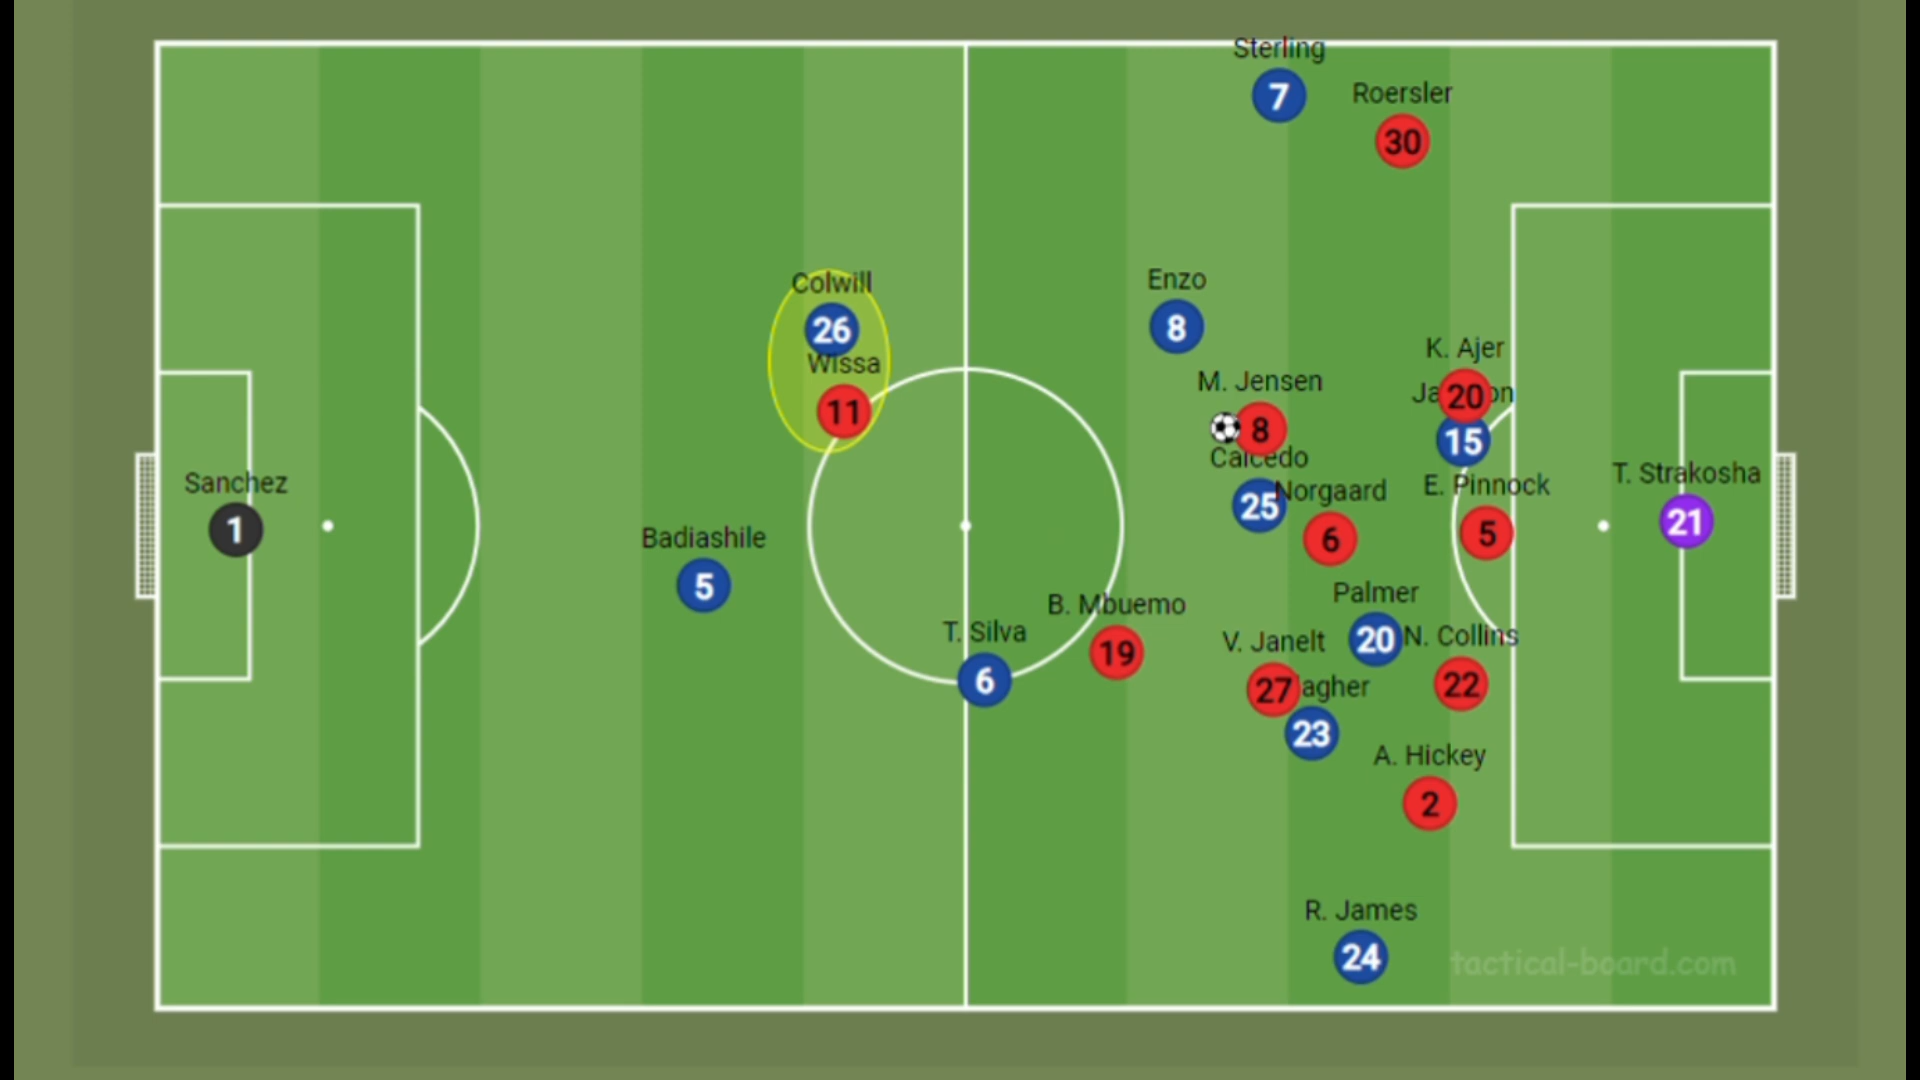 Sterling
7
Roersler
30
Colwill
26
Wissa
11
Enzo
8
K. Ajer
20
M. Jensen
8
15
Caicedo
25
Norgaard
6
E. Pinnock
5
T. Strakosha
21
Sanchez
1
Badiashile
5
T. Silva
6
B. Mbuemo
19
Palmer
20
V. Janelt
27
N. Collins
22
23
A. Hickey
2
R. James
24
tactical-board.com